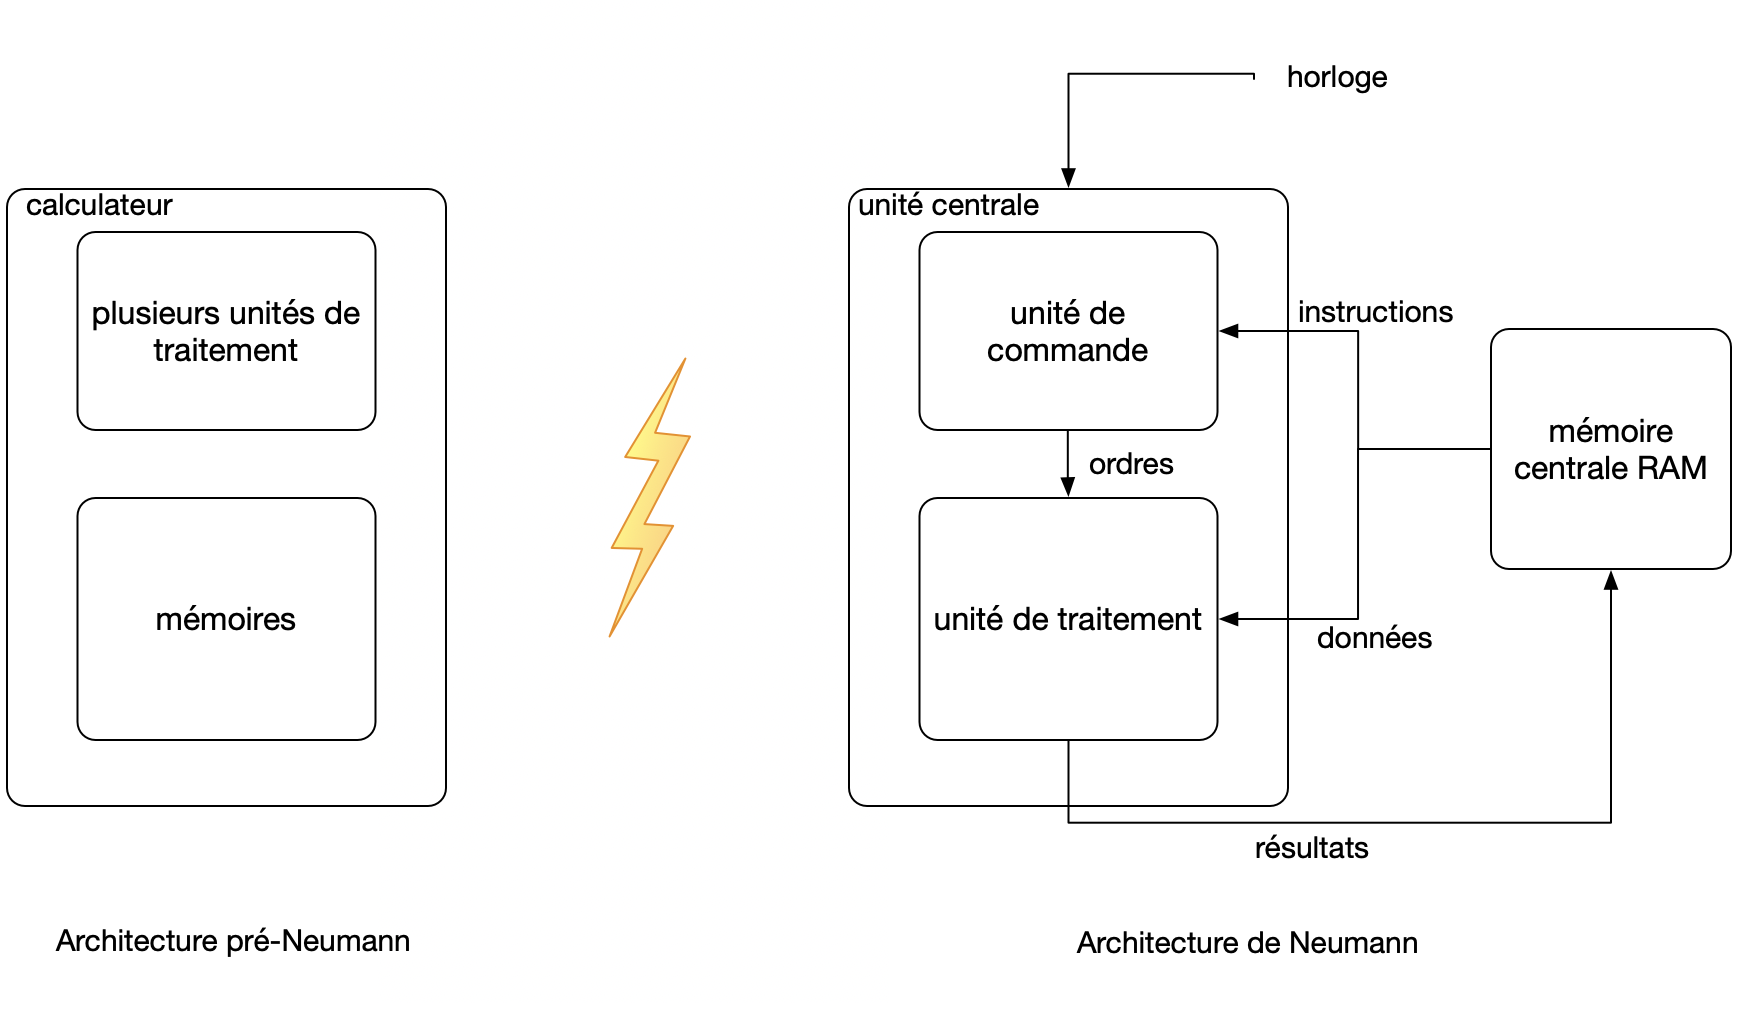 horloge
calculateur
plusieurs unités de
traitement
mémoires
unité centrale
unité de
commande
instructions
ordres
mémoire
centrale RAM
unité de traitement
données
résultats
Architecture pré-Neumann
Architecture de Neumann